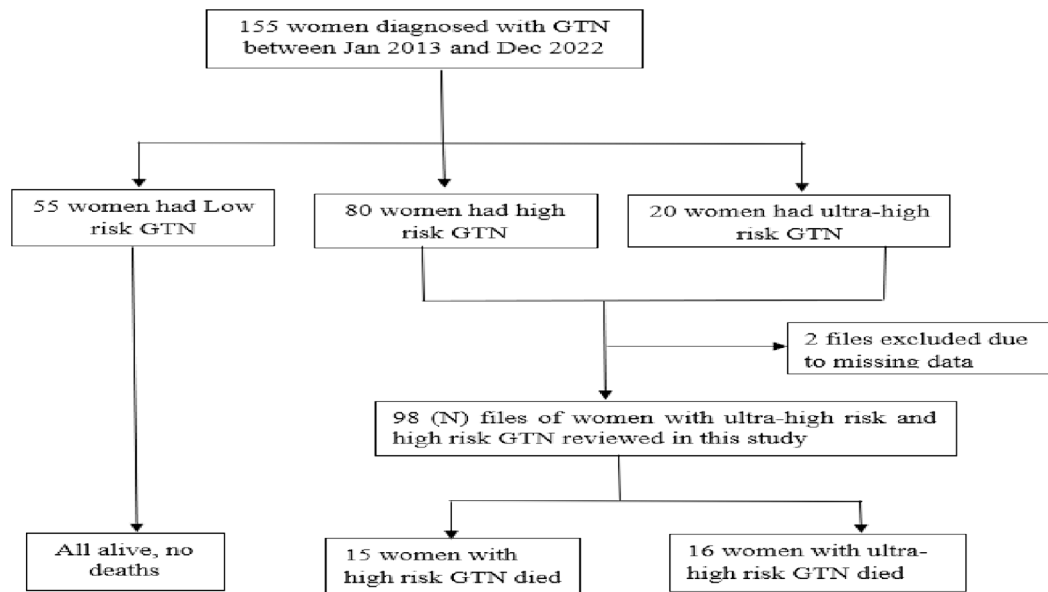 155 women diagnosed with GTN
between Jan 2013 and Dec 2022
55 women had Low
risk GTN
80 women had high
risk GTN
20 women had ultra-high
risk GTN
2 files excluded due
to missing data
98 (N) files of women with ultra-high risk and
high risk GTN reviewed in this study
All alive, no
deaths
15 women with
high risk GTN died
16 women with ultra-
high risk GTN died